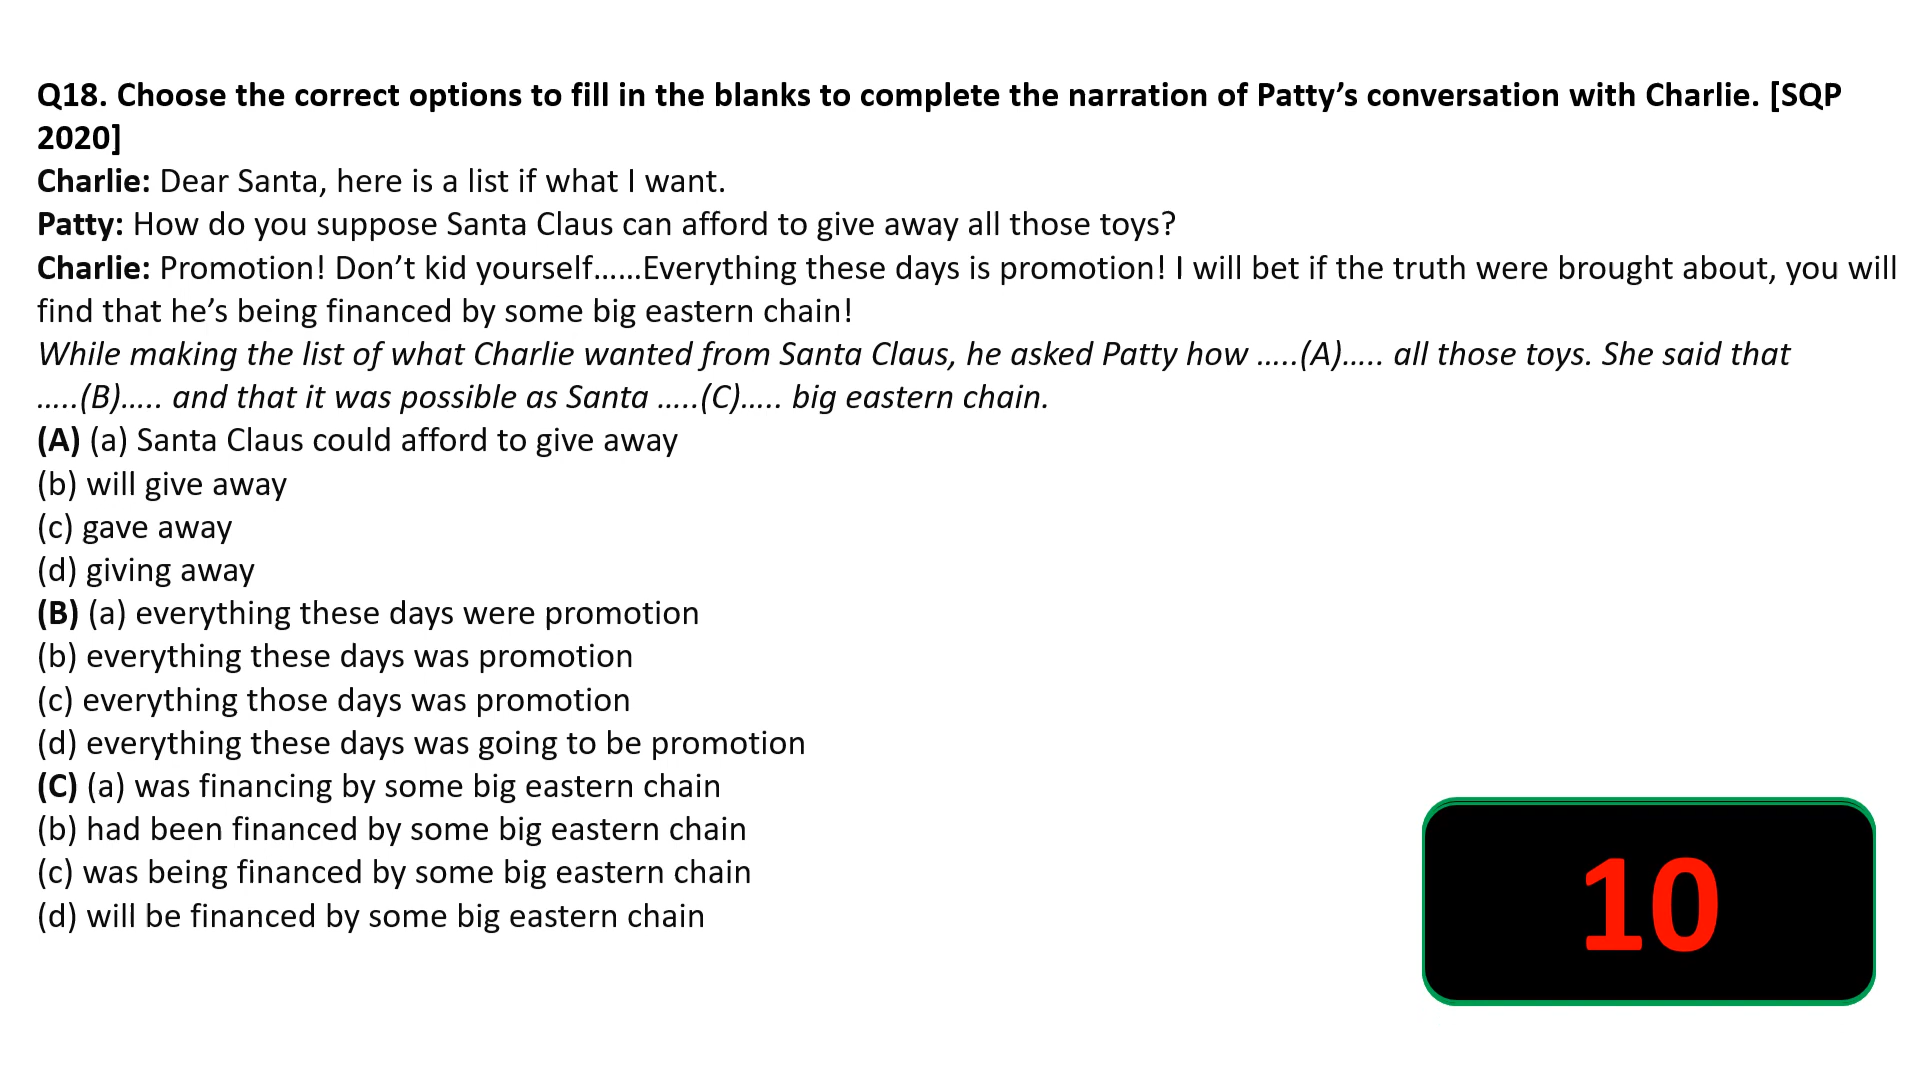 Q18. Choose the correct options to fill in the blanks to complete the narration of Patty’s conversation with Charlie. [SQP
2020]
Charlie: Dear Santa, here is a list if what I want.
Patty: How do you suppose Santa Claus can afford to give away all those toys?
Charlie: Promotion! Don’t kid yourself......Everything these days is promotion! I will bet if the truth were brought about, you will
find that he’s being financed by some big eastern chain!
While making the list of what Charlie wanted from Santa Claus, he asked Patty how .....(A)..... all those toys. She said that
.....(B)..... and that it was possible as Santa .....(C)..... big eastern chain.
(A) (a) Santa Claus could afford to give away
(b) will give away
(c) gave away
(d) giving away
(B) (a) everything these days were promotion
(b) everything these days was promotion
(c) everything those days was promotion
(d) everything these days was going to be promotion
(C) (a) was financing by some big eastern chain
(b) had been financed by some big eastern chain
(c) was being financed by some big eastern chain
(d) will be financed by some big eastern chain
10